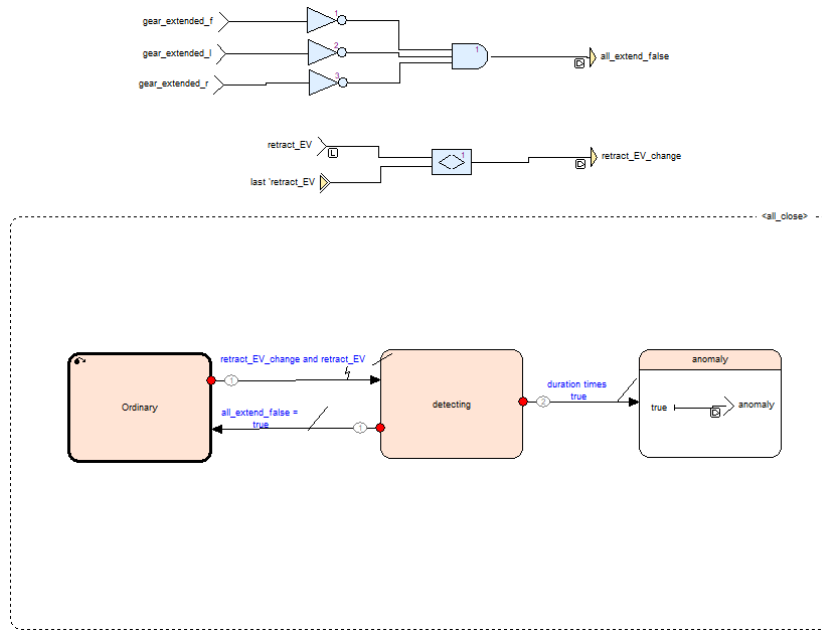 gear_extended_f
1
gear_extended_l
2
1
all_extend_false
D
gear_extended_r
3
retract_EV
L
1
retract_EV_change
D
last 'retract_EV
<all_close>
retract_EV_change and retract_EV
anomaly
1
duration times
true
Ordinary
all_extend_false =
true
detecting
2
true
D
anomaly
1